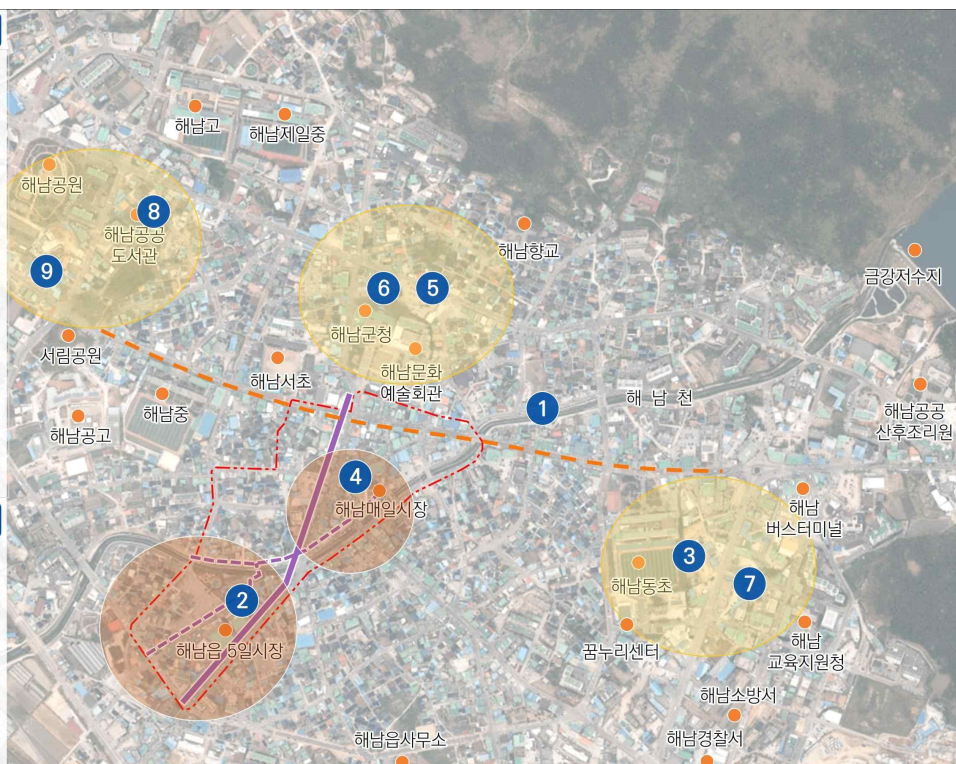 해남고
해남제일중
해남공원
8
해남공공
도서관
9
해남향교
금강저수지
6
5
해남군청
해남문화
예술회관
서림공원
해남서초
해남중
해남공고
1
해 남 천
해남공공
산후조리원
4
해남매일시장
해남
버스터미널
3
해남동초
7
2
해남읍 5일시장
꿈누리센터
해남
교육지원청
해남소방서
해남경찰서
해남읍사무소